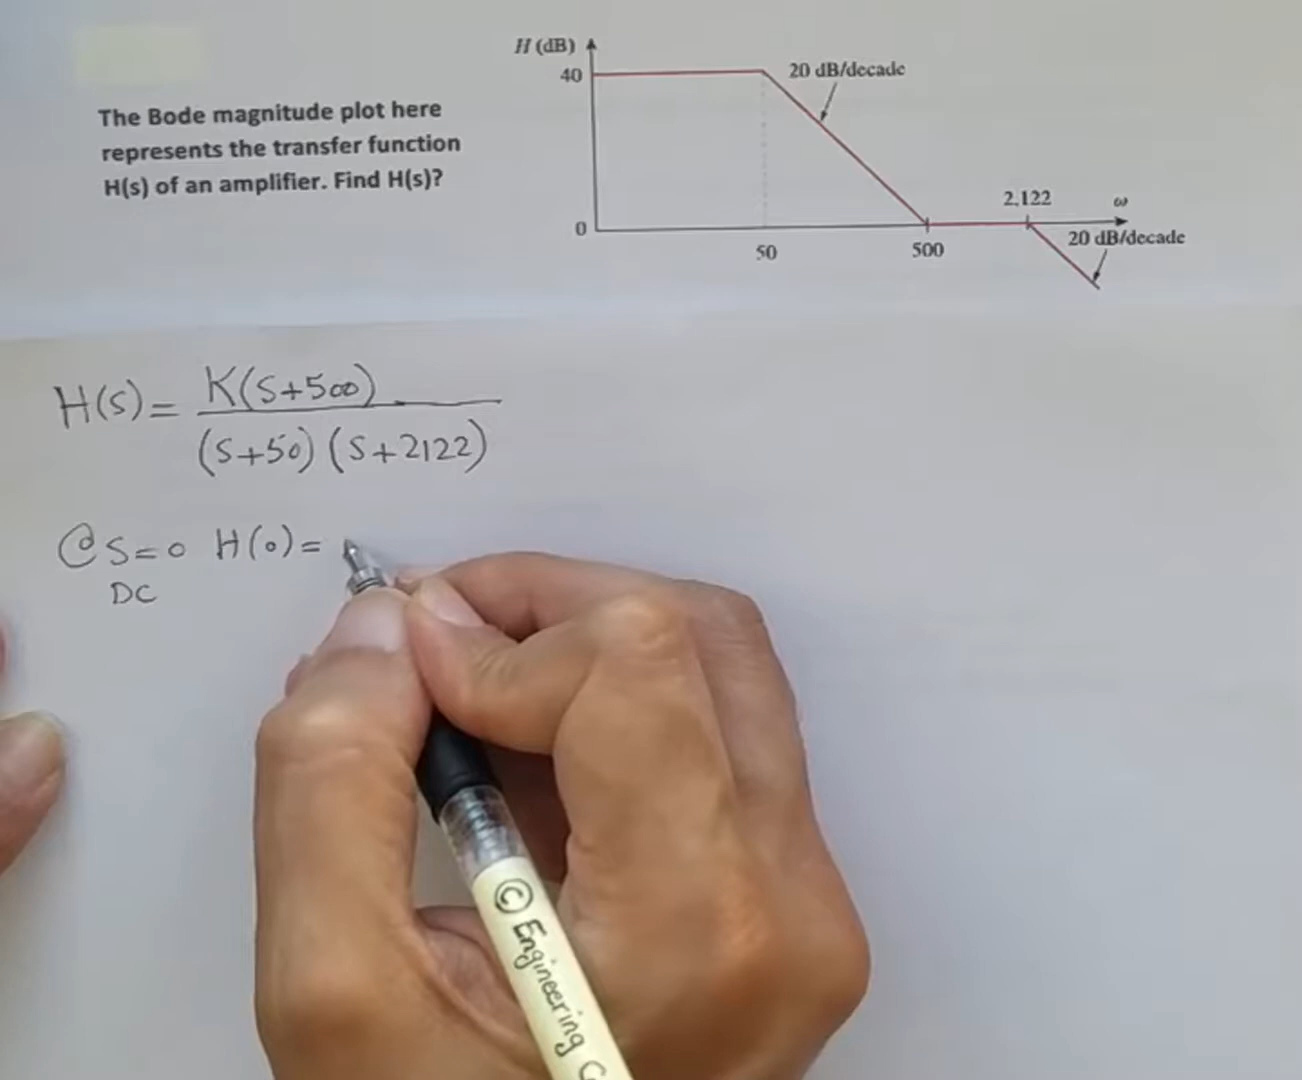 H (dB)
40
20 dB/decade
The Bode magnitude plot here
represents the transfer function
H(s) of an amplifier. Find H(s)?
2,122
ω
0
20 dB/decade
50
500
H(s) = K(s+500)
(s+50) (s+2122)
@ s=0 H(0) =
DC
© Engineering